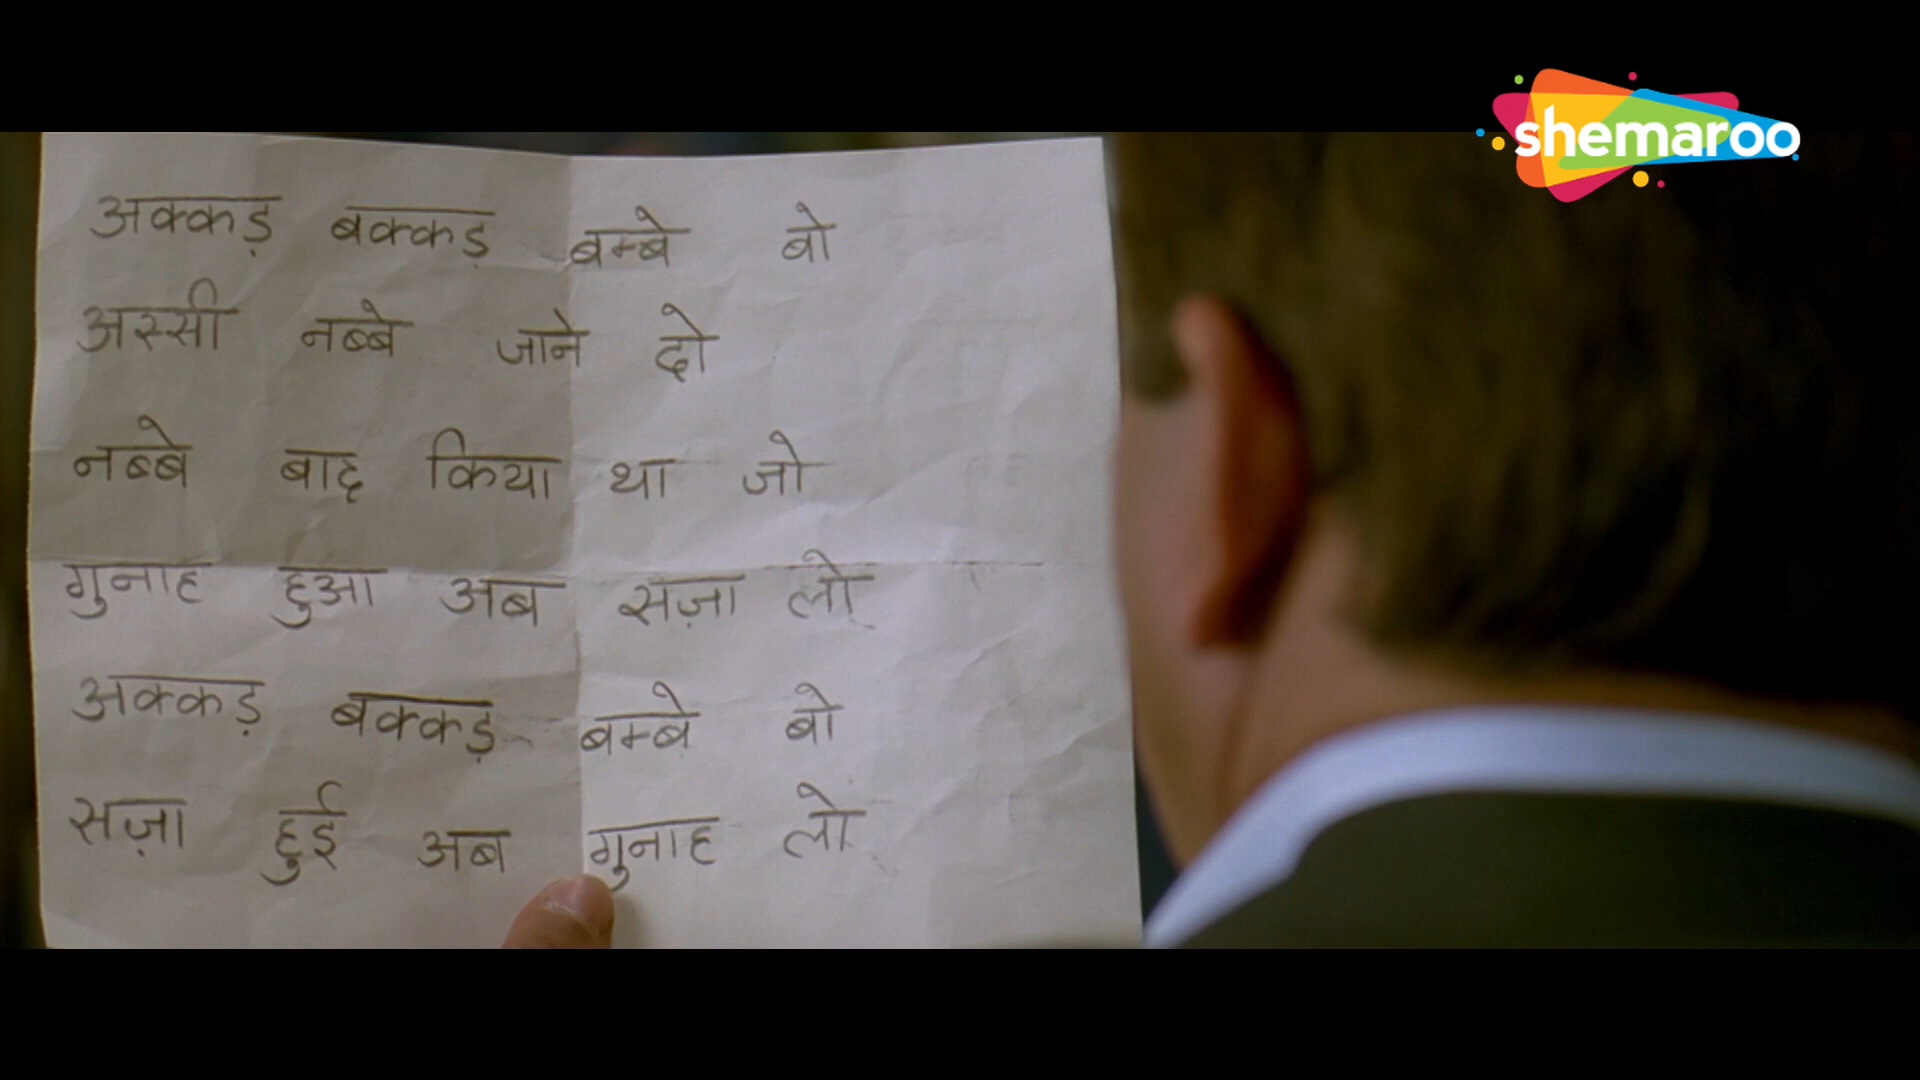 shemaroo
अक्कड़ बक्कड़ बम्बे बो
अस्सी नब्बे जाने दो
नब्बे बाद किया था जो
गुनाह हुआ अब सज़ा लो
अक्कड़ बक्कड़ बम्बे बो
सज़ा हुई अब गुनाह लो